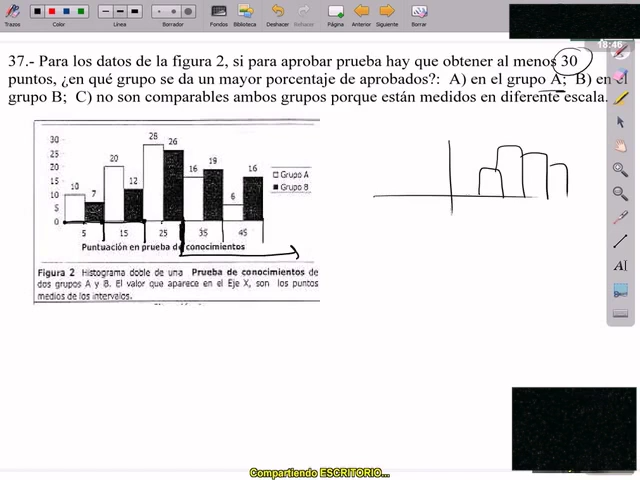 Trazos
Color
Línea
Borrador
Fondos
Biblioteca
Deshacer
Rehacer
Página
Anterior
Siguiente
Borrar
18:46
37.- Para los datos de la figura 2, si para aprobar prueba hay que obtener al menos 30
puntos, ¿en qué grupo se da un mayor porcentaje de aprobados?: A) en el grupo A; B) en el
grupo B; C) no son comparables ambos grupos porque están medidos en diferente escala.
30
25
20
15
10
5
0
10
7
20
12
28
26
16
19
6
16
Grupo A
Grupo B
5
15
25
35
45
Puntuación en prueba de conocimientos
Figura 2 Histograma doble de una Prueba de conocimientos de
dos grupos A y B. El valor que aparece en el Eje X, son los puntos
medios de los intervalos.
AI
Compartiendo ESCRITORIO...